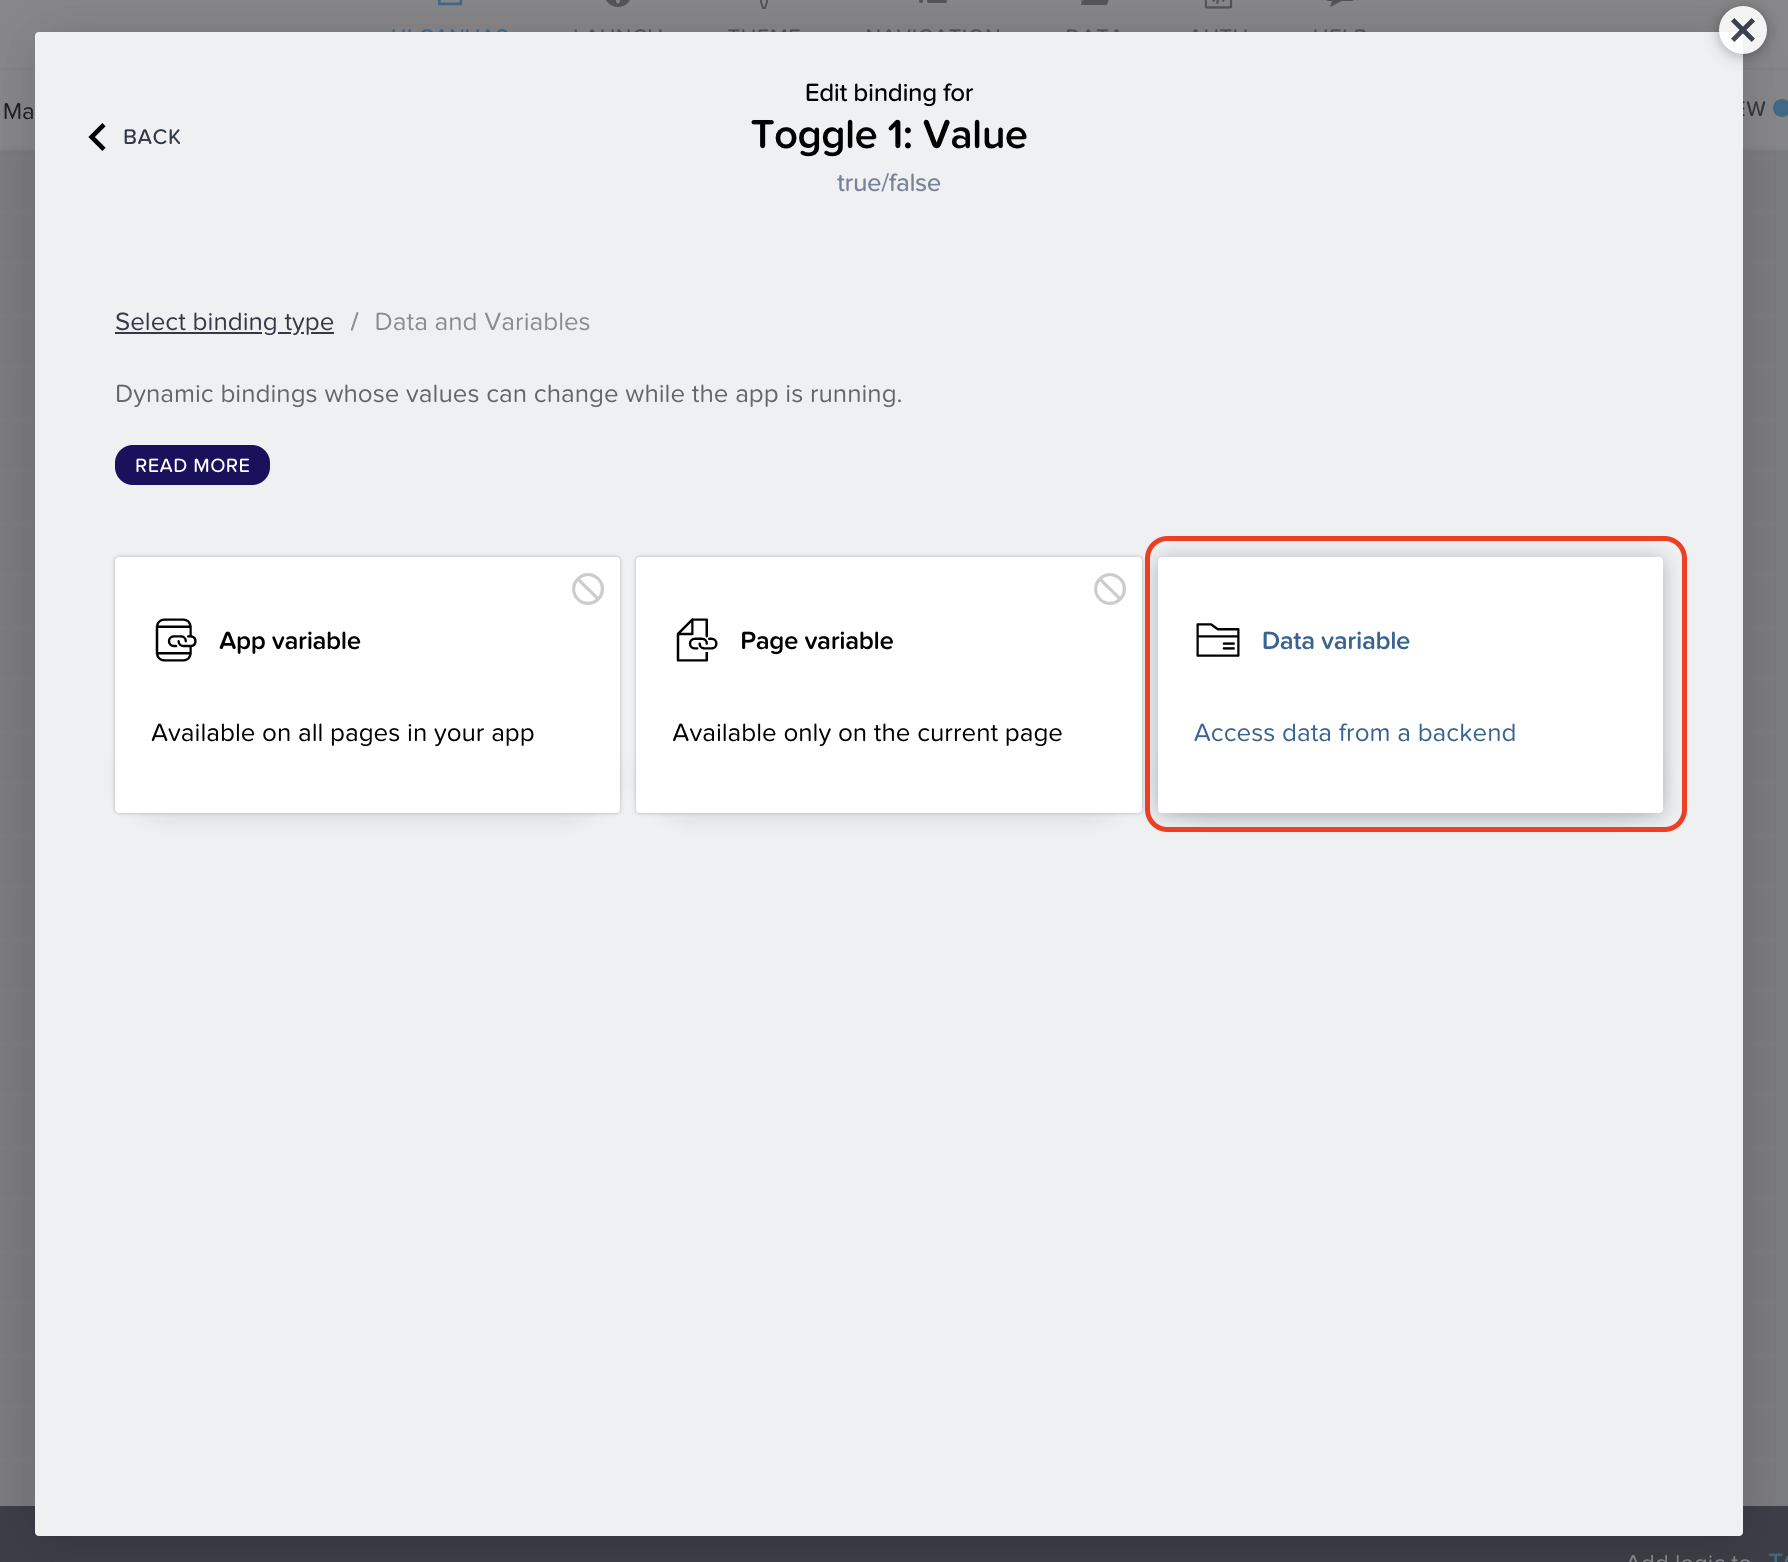 Ma
EW
Edit binding for
BACK
Toggle 1: Value
true/false
Select binding type / Data and Variables
Dynamic bindings whose values can change while the app is running.
READ MORE
App variable
Available on all pages in your app
Page variable
Available only on the current page
Data variable
Access data from a backend